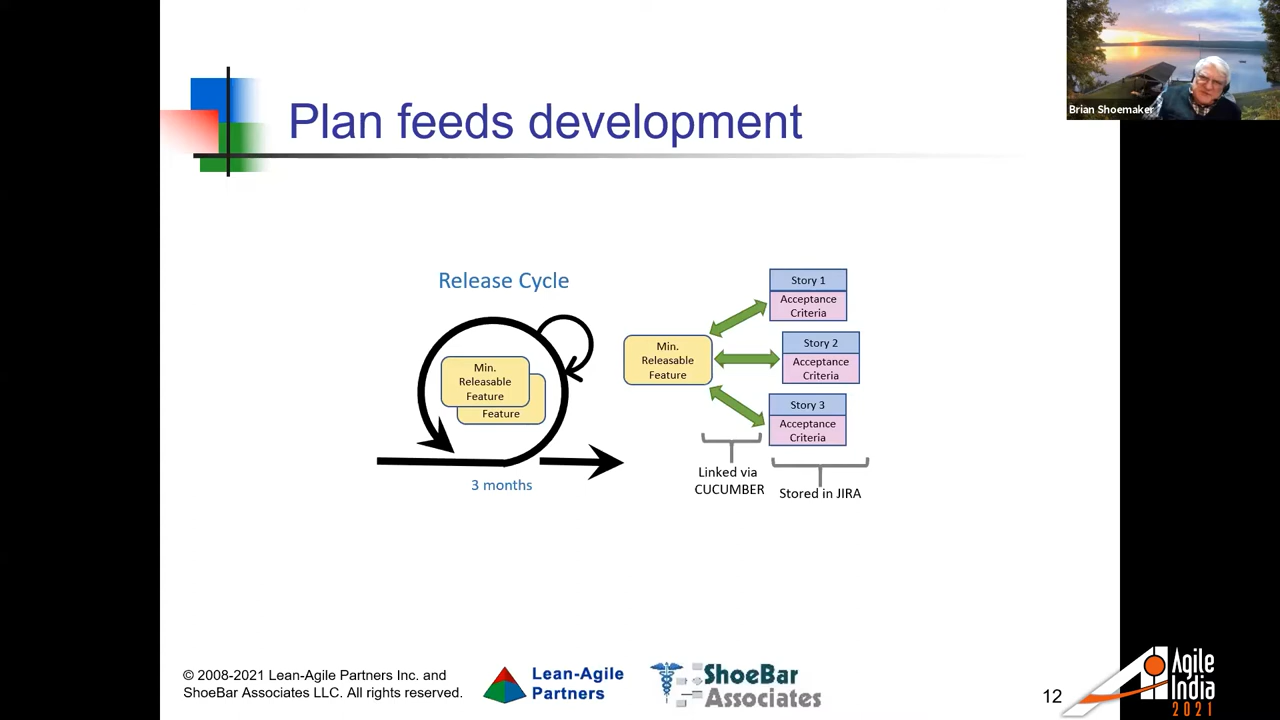 Brian Shoemaker
Plan feeds development
Release Cycle
Min.
Releasable
Feature
Feature
3 months
Min.
Releasable
Feature
Story 1
Acceptance
Criteria
Story 2
Acceptance
Criteria
Story 3
Acceptance
Criteria
Linked via
CUCUMBER
Stored in JIRA
© 2008-2021 Lean-Agile Partners Inc. and
ShoeBar Associates LLC. All rights reserved.
Lean-Agile
Partners
ShoeBar
Associates
12
Agile
India
2021